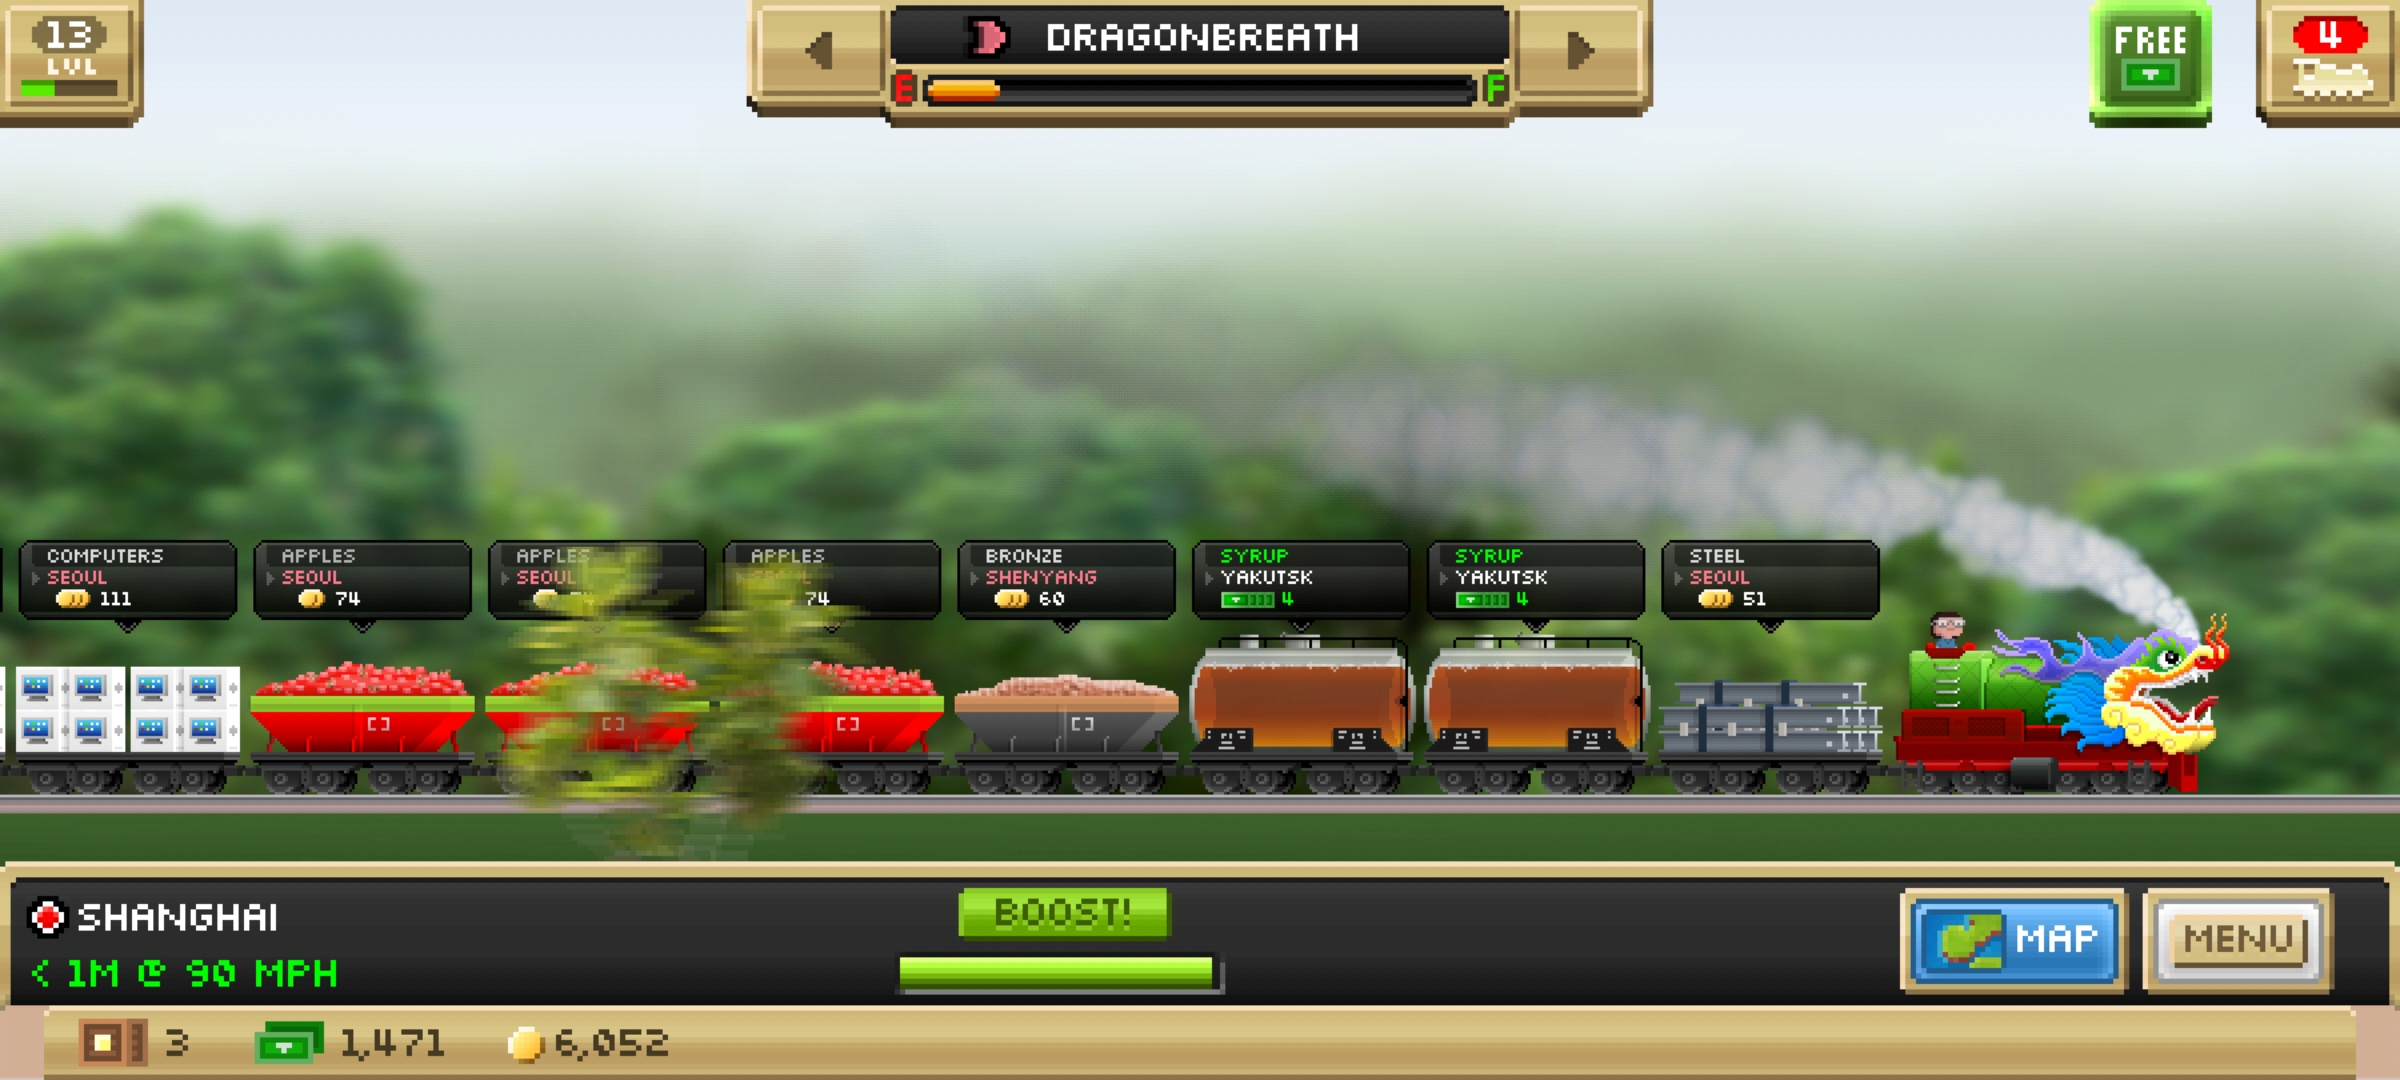 13
LVL
DRAGONBREATH
E F
FREE
4
COMPUTERS
SEOUL
111
APPLES
SEOUL
74
APPLES
SEOUL
APPLES
74
BRONZE
SHENYANG
60
SYRUP
YAKUTSK
4
SYRUP
YAKUTSK
4
STEEL
SEOUL
51
SHANGHAI
< 1M @ 90 MPH
BOOST!
MAP
MENU
3
1,471
6,052